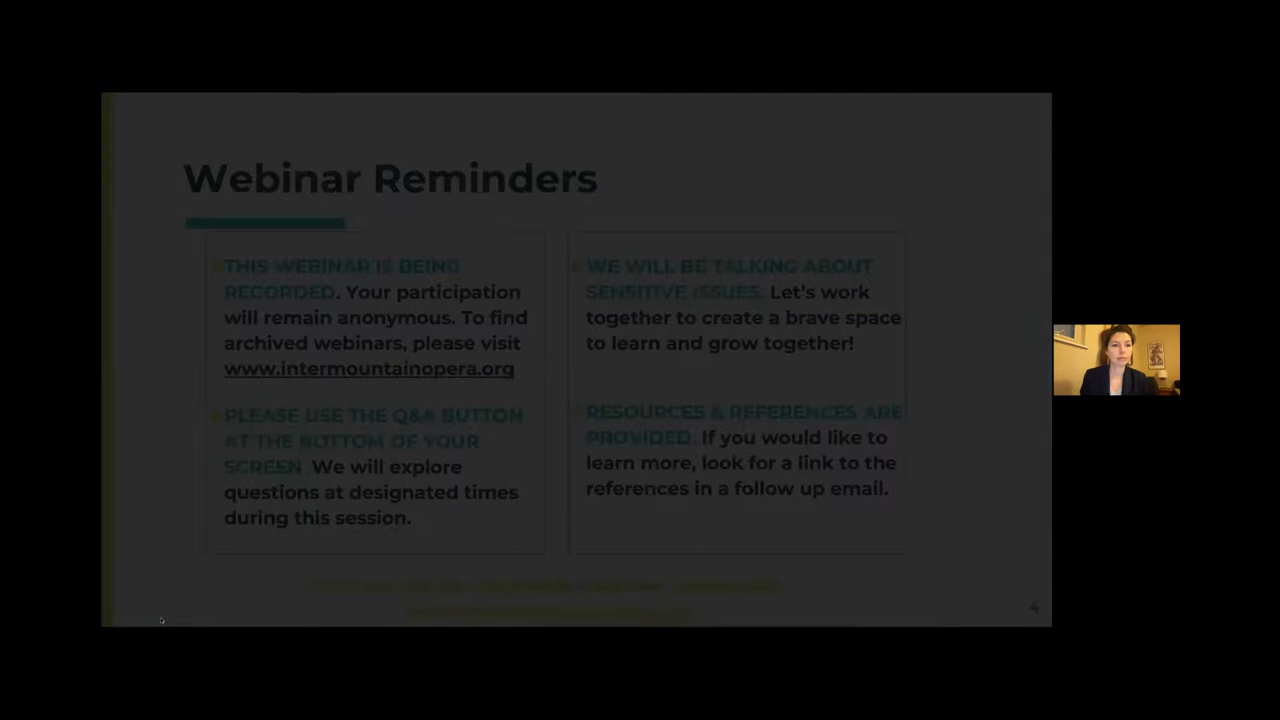 Webinar Reminders
THIS WEBINAR IS BEING
RECORDED. Your participation
will remain anonymous. To find
archived webinars, please visit
www.intermountainopera.org
PLEASE USE THE Q&A BUTTON
AT THE BOTTOM OF YOUR
SCREEN. We will explore
questions at designated times
during this session.
WE WILL BE TALKING ABOUT
SENSITIVE ISSUES. Let's work
together to create a brave space
to learn and grow together!
RESOURCES & REFERENCES ARE
PROVIDED. If you would like to
learn more, look for a link to the
references in a follow up email.
4